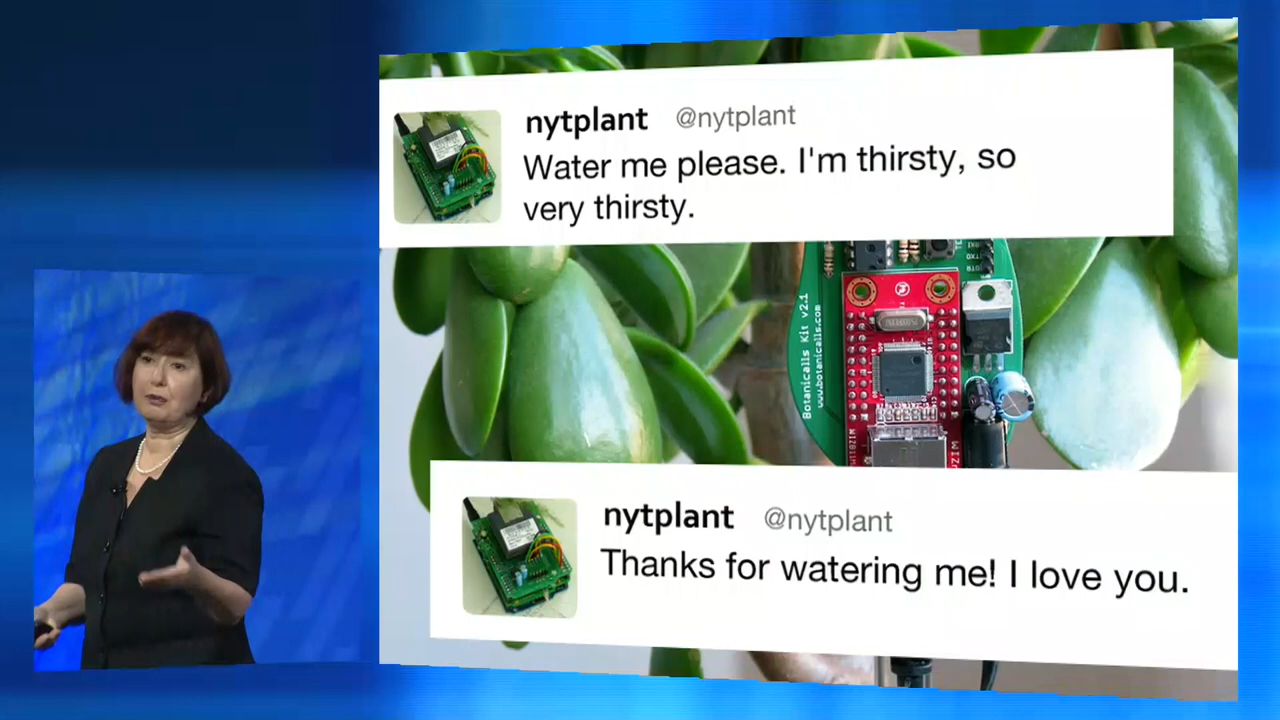 nytplant @nytplant
Water me please. I'm thirsty, so
very thirsty.
Botanicalls Kit v2.1
www.botanicalls.com
nytplant @nytplant
Thanks for watering me! I love you.